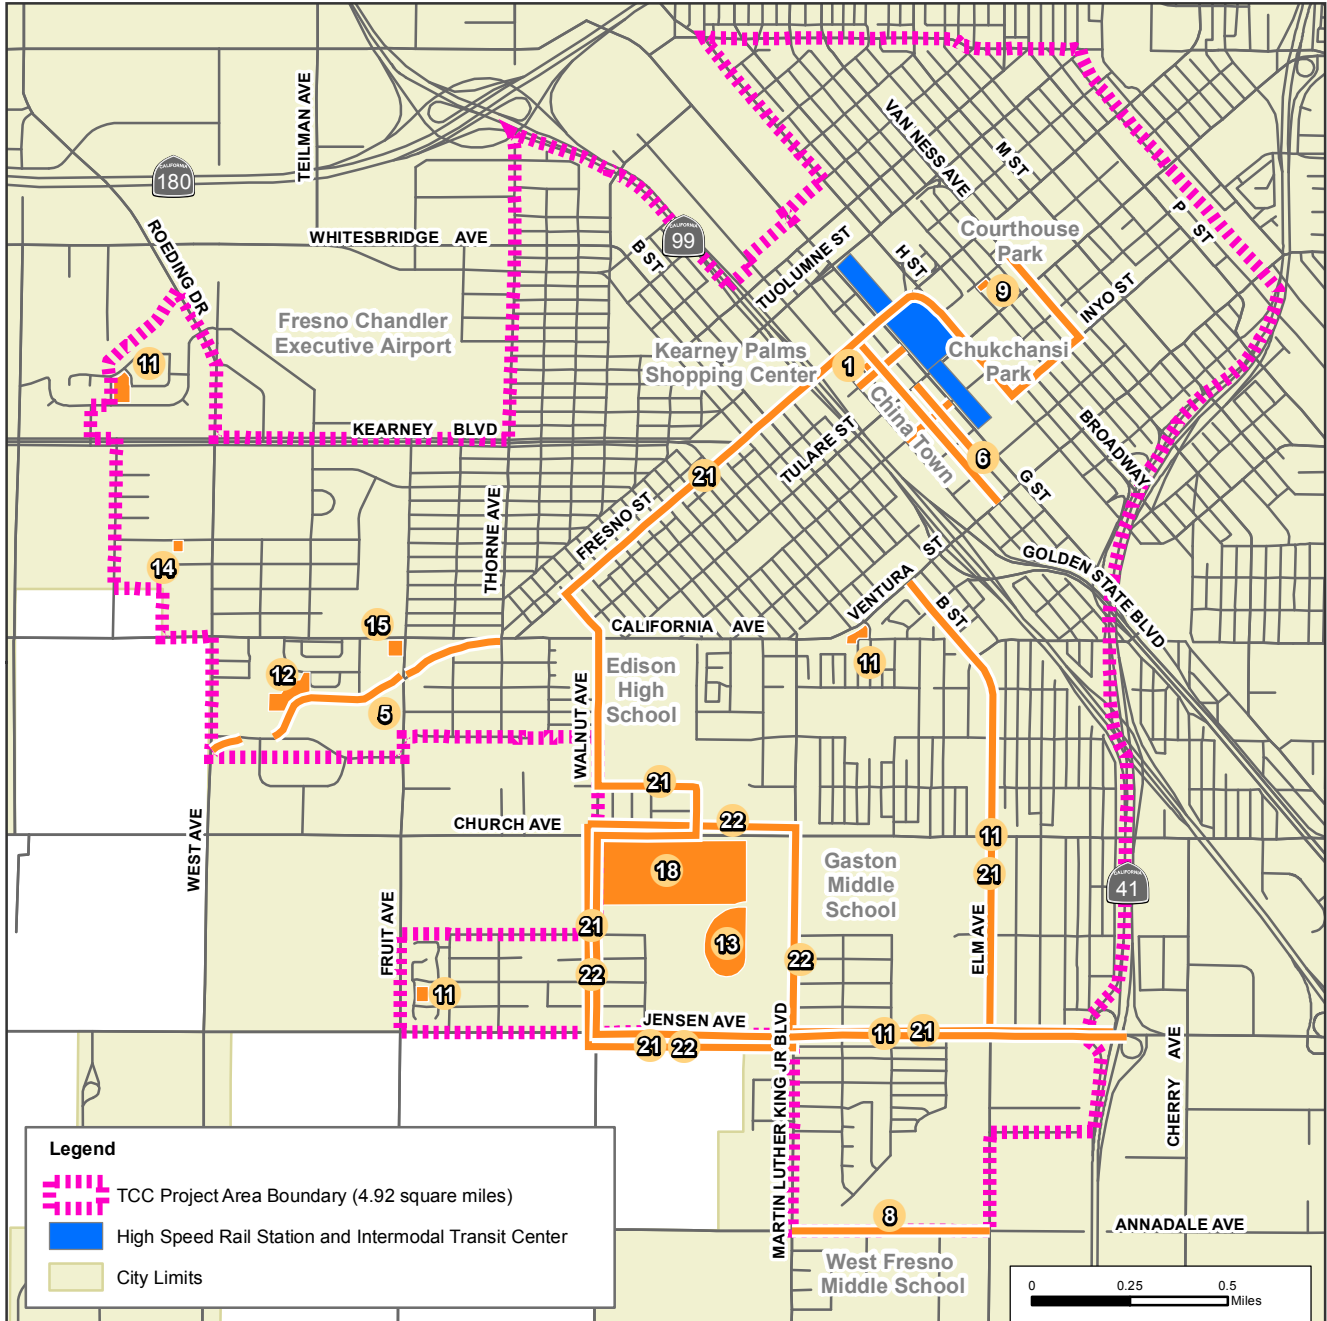 TEILMAN AVE
CALIFORNIA
180
ROEDING DR
WHITESBRIDGE AVE
B ST
CALIFORNIA
99
VAN NESS AVE
M ST
P ST
Courthouse
Park
TUOLUMNE ST
H ST
9
INYO ST
Fresno Chandler
Executive Airport
Kearney Palms
Shopping Center
1
Chukchansi
Park
11
China Town
KEARNEY BLVD
TULARE ST
6
BROADWAY
21
G ST
THORNE AVE
FRESNO ST
14
VENTURA ST
GOLDEN STATE BLVD
B ST
15
CALIFORNIA AVE
11
12
Edison
High
School
5
WALNUT AVE
21
CHURCH AVE
22
11
WEST AVE
18
Gaston
Middle
School
21
CALIFORNIA
41
FRUIT AVE
21
13
ELM AVE
22
22
11
JENSEN AVE
11
21
21
22
MARTIN LUTHER KING JR BLVD
CHERRY AVE
8
ANNADALE AVE
West Fresno
Middle School
Legend
TCC Project Area Boundary (4.92 square miles)
High Speed Rail Station and Intermodal Transit Center
City Limits
0
0.25
0.5
Miles